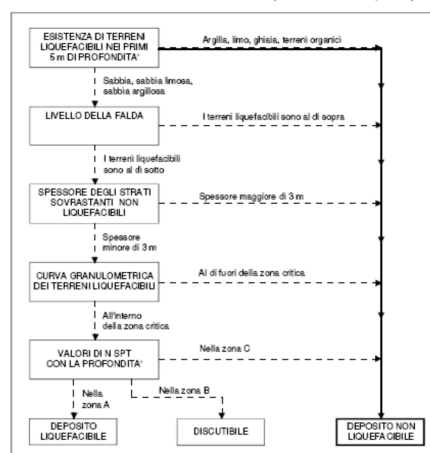 ESISTENZA DI TERRENI
LIQUEFACIBILI NEI PRIMI
5 m DI PROFONDITA'
Argilla, limo, ghiaia, terreni organici
Sabbia, sabbia limosa,
sabbia argillosa
LIVELLO DELLA FALDA
I terreni liquefacibili sono al di sopra
I terreni liquefacibili
sono al di sotto
SPESSORE DEGLI STRATI
SOVRASTANTI NON
LIQUEFACIBILI
Spessore maggiore di 3 m
Spessore
minore di 3 m
CURVA GRANULOMETRICA
DEI TERRENI LIQUEFACIBILI
Al di fuori della zona critica
All'interno
della zona critica
VALORI DI N SPT
CON LA PROFONDITA'
Nella zona C
Nella
zona A
Nella zona B
DEPOSITO
LIQUEFACIBILE
DISCUTIBILE
DEPOSITO NON
LIQUEFACIBILE